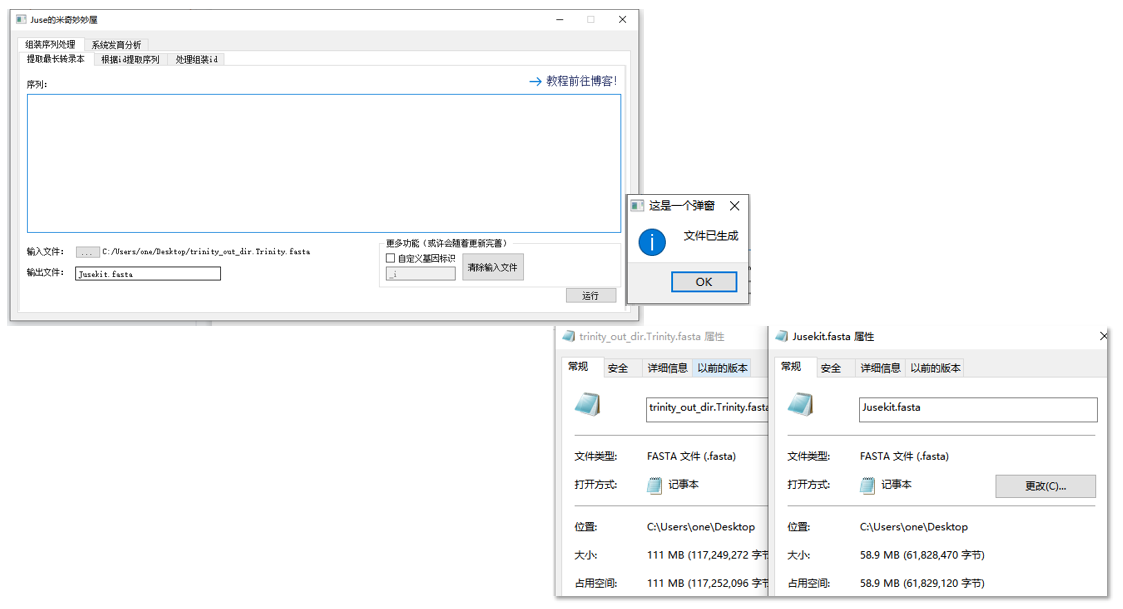 Juse的米奇妙妙屋
组装序列处理 系统发育分析
提取最长转录本 根据id提取序列 处理组装id
序列:
→ 教程前往博客!
输入文件: ... C:/Users/one/Desktop/trinity_out_dir.Trinity.fasta
输出文件: Jusekit.fasta
更多功能（或许会随着更新完善）
自定义基因标识
_i
清除输入文件
运行
这是一个弹窗
文件已生成
OK
trinity_out_dir.Trinity.fasta 属性
常规 安全 详细信息 以前的版本
trinity_out_dir.Trinity.fasta
文件类型: FASTA 文件 (.fasta)
打开方式: 记事本
位置: C:\Users\one\Desktop
大小: 111 MB (117,249,272 字节
占用空间: 111 MB (117,252,096 字节
Jusekit.fasta 属性
常规 安全 详细信息 以前的版本
Jusekit.fasta
文件类型: FASTA 文件 (.fasta)
打开方式: 记事本 更改(C)...
位置: C:\Users\one\Desktop
大小: 58.9 MB (61,828,470 字节)
占用空间: 58.9 MB (61,829,120 字节)